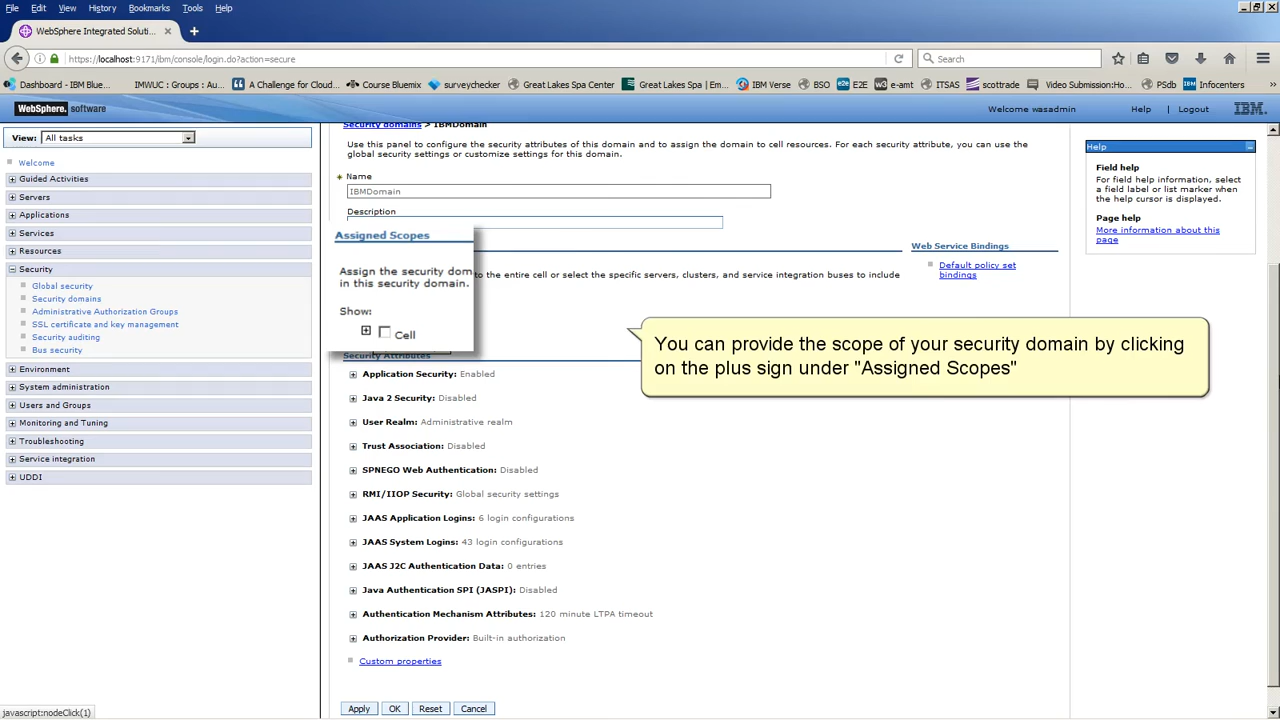 File Edit View History Bookmarks Tools Help
WebSphere Integrated Soluti...
https://localhost:9171/ibm/console/login.do?action=secure
Search
Dashboard - IBM Blue... IMWUC : Groups : Au... A Challenge for Cloud... Course Bluemix surveychecker Great Lakes Spa Center Great Lakes Spa | Em... IBM Verse BSO E2E e-amt ITSAS scottrade Video Submission:Ho... PSdb Infocenters
WebSphere. software
Welcome wasadmin Help | Logout IBM
View: All tasks
Welcome
Guided Activities
Servers
Applications
Services
Resources
Security
Global security
Security domains
Administrative Authorization Groups
SSL certificate and key management
Security auditing
Bus security
Environment
System administration
Users and Groups
Monitoring and Tuning
Troubleshooting
Service integration
UDDI
Security domains > IBMDomain
Use this panel to configure the security attributes of this domain and to assign the domain to cell resources. For each security attribute, you can use the
global security settings or customize settings for this domain.
Name
IBMDomain
Description
Assigned Scopes
Assign the security dom to the entire cell or select the specific servers, clusters, and service integration buses to include
in this security domain.
Show:
Cell
You can provide the scope of your security domain by clicking
on the plus sign under "Assigned Scopes"
Security Attributes
Application Security: Enabled
Java 2 Security: Disabled
User Realm: Administrative realm
Trust Association: Disabled
SPNEGO Web Authentication: Disabled
RMI/IIOP Security: Global security settings
JAAS Application Logins: 6 login configurations
JAAS System Logins: 43 login configurations
JAAS J2C Authentication Data: 0 entries
Java Authentication SPI (JASPI): Disabled
Authentication Mechanism Attributes: 120 minute LTPA timeout
Authorization Provider: Built-in authorization
Custom properties
Apply OK Reset Cancel
Web Service Bindings
Default policy set
bindings
Help
Field help
For field help information, select
a field label or list marker when
the help cursor is displayed.
Page help
More information about this
page
javascript:nodeClick(1)